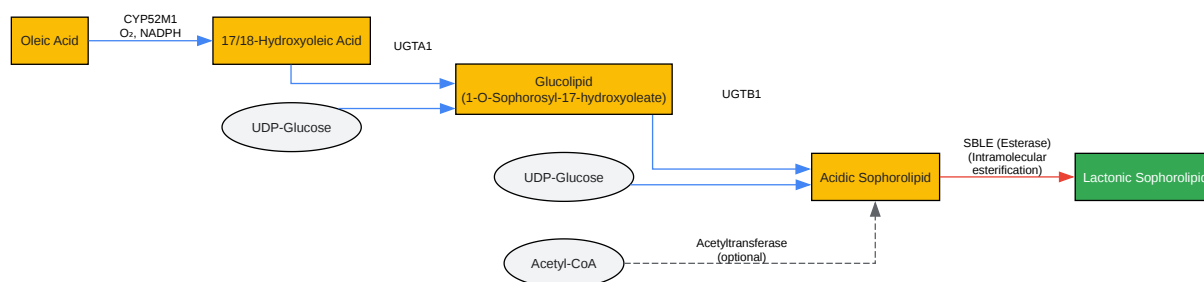 CYP52M1
O₂, NADPH
Oleic Acid
17/18-Hydroxyoleic Acid
UGTA1
Glucolipid
(1-O-Sophorosyl-17-hydroxyoleate)
UGTB1
UDP-Glucose
SBLE (Esterase)
(Intramolecular
esterification)
UDP-Glucose
Acidic Sophorolipid
Lactonic Sophorolipid
Acetyltransferase
(optional)
Acetyl-CoA